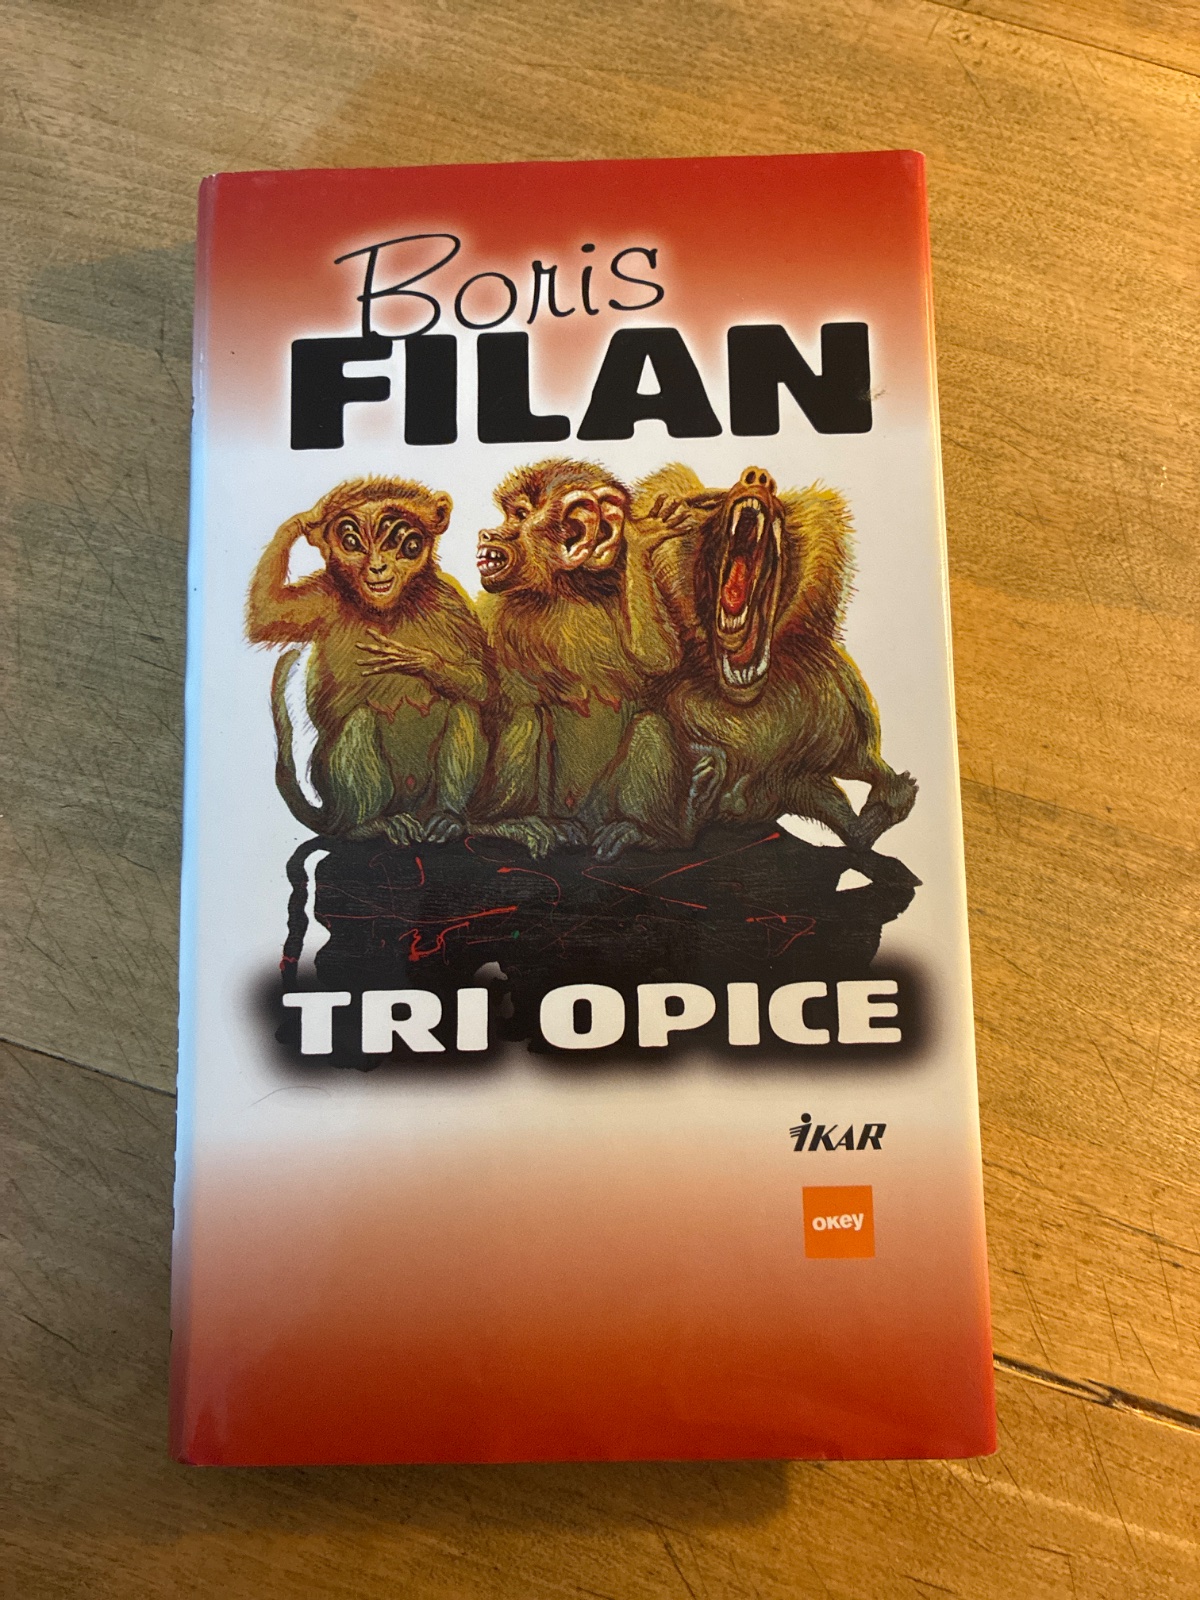 Boris
FILAN
TRI OPICE
iKAR
OKey